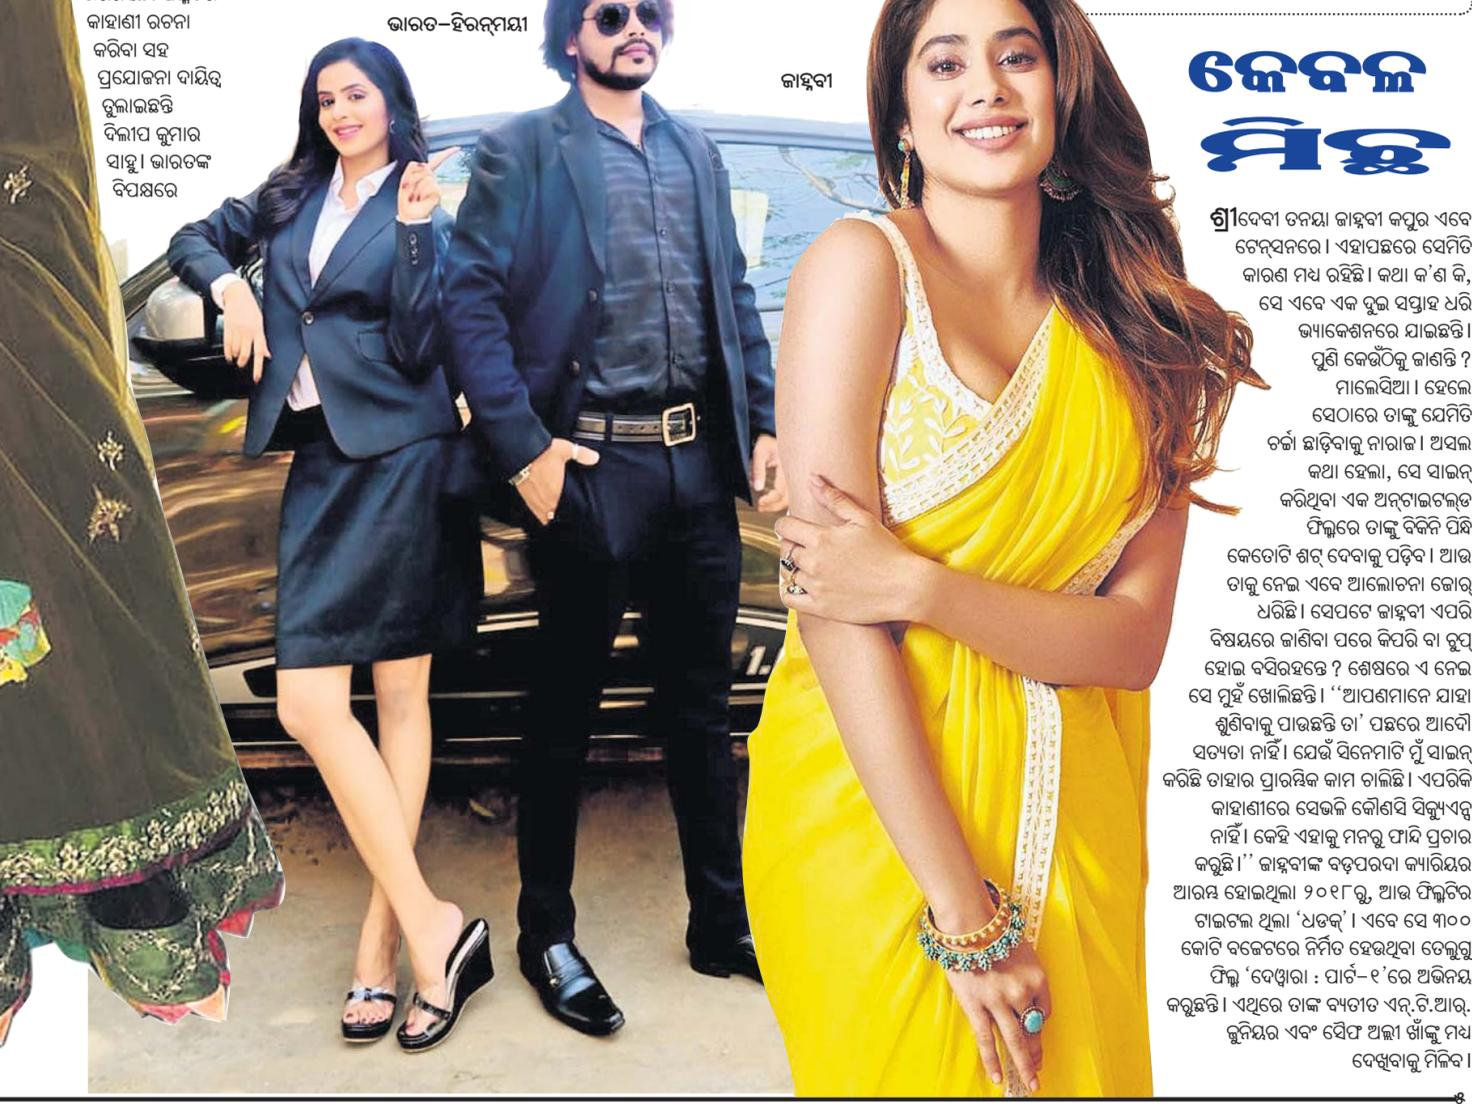 କାହାଣୀ ରଚନା
କରିବା ସହ
ପ୍ରଯୋଜନା ଦାୟିତ୍ୱ
ତୁଲାଇଛନ୍ତି
ଦିଲୀପ କୁମାର
ସାହୁ। ଭାରତଙ୍କ
ବିପକ୍ଷରେ
ଭାରତ–ହିରନ୍ମୟୀ
ଜାହ୍ନବୀ
କେବଳ
ମିଛ
ଶ୍ରୀଦେବୀ ତନୟା ଜାହ୍ନବୀ କପୁର ଏବେ
ଟେନ୍‌ସନରେ। ଏହାପଛରେ ସେମିତି
କାରଣ ମଧ୍ୟ ରହିଛି। କଥା କ'ଣ କି,
ସେ ଏବେ ଏକ ଦୁଇ ସପ୍ତାହ ଧରି
ଭ୍ୟାକେଶନରେ ଯାଇଛନ୍ତି।
ପୁଣି କେଉଁଠିକୁ ଜାଣନ୍ତି ?
ମାଲେସିଆ। ହେଲେ
ସେଠାରେ ତାଙ୍କୁ ଯେମିତି
ଚର୍ଚ୍ଚା ଛାଡ଼ିବାକୁ ନାରାଜ। ଅସଲ
କଥା ହେଲା, ସେ ସାଇନ୍
କରିଥିବା ଏକ ଅନ୍‌ଟାଇଟଲ୍‌ଡ
ଫିଲ୍ମରେ ତାଙ୍କୁ ବିକିନି ପିନ୍ଧି
କେତୋଟି ଶଟ୍ ଦେବାକୁ ପଡ଼ିବ। ଆଉ
ତାକୁ ନେଇ ଏବେ ଆଲୋଚନା ଜୋର୍
ଧରିଛି। ସେପଟେ ଜାହ୍ନବୀ ଏପରି
ବିଷୟରେ ଜାଣିବା ପରେ କିପରି ବା ଚୁପ୍
ହୋଇ ବସିରହନ୍ତେ ? ଶେଷରେ ଏ ନେଇ
ସେ ମୁହଁ ଖୋଲିଛନ୍ତି। ''ଆପଣମାନେ ଯାହା
ଶୁଣିବାକୁ ପାଉଛନ୍ତି ତା' ପଛରେ ଆଦୌ
ସତ୍ୟତା ନାହିଁ। ଯେଉଁ ସିନେମାଟି ମୁଁ ସାଇନ୍
କରିଛି ତାହାର ପ୍ରାରମ୍ଭିକ କାମ ଚାଲିଛି। ଏପରିକି
କାହାଣୀରେ ସେଭଳି କୌଣସି ସିକ୍ୟୁଏନ୍ସ
ନାହିଁ। କେହି ଏହାକୁ ମନରୁ ଫାନ୍ଦି ପ୍ରଚାର
କରୁଛି।'' ଜାହ୍ନବୀଙ୍କ ବଡ଼ପରଦା କ୍ୟାରିୟର
ଆରମ୍ଭ ହୋଇଥିଲା ୨୦୧୮ରୁ, ଆଉ ଫିଲ୍ମଟିର
ଟାଇଟଲ ଥିଲା 'ଧଡକ୍'। ଏବେ ସେ ୩୦୦
କୋଟି ବଜେଟରେ ନିର୍ମିତ ହେଉଥିବା ତେଲୁଗୁ
ଫିଲ୍ମ 'ଦେୱାରା : ପାର୍ଟ–୧'ରେ ଅଭିନୟ
କରୁଛନ୍ତି। ଏଥିରେ ତାଙ୍କ ବ୍ୟତୀତ ଏନ୍.ଟି.ଆର୍.
ଜୁନିୟର ଏବଂ ସୈଫ ଅଲ୍ଲୀ ଖାଁଙ୍କୁ ମଧ୍ୟ
ଦେଖିବାକୁ ମିଳିବ।
୫